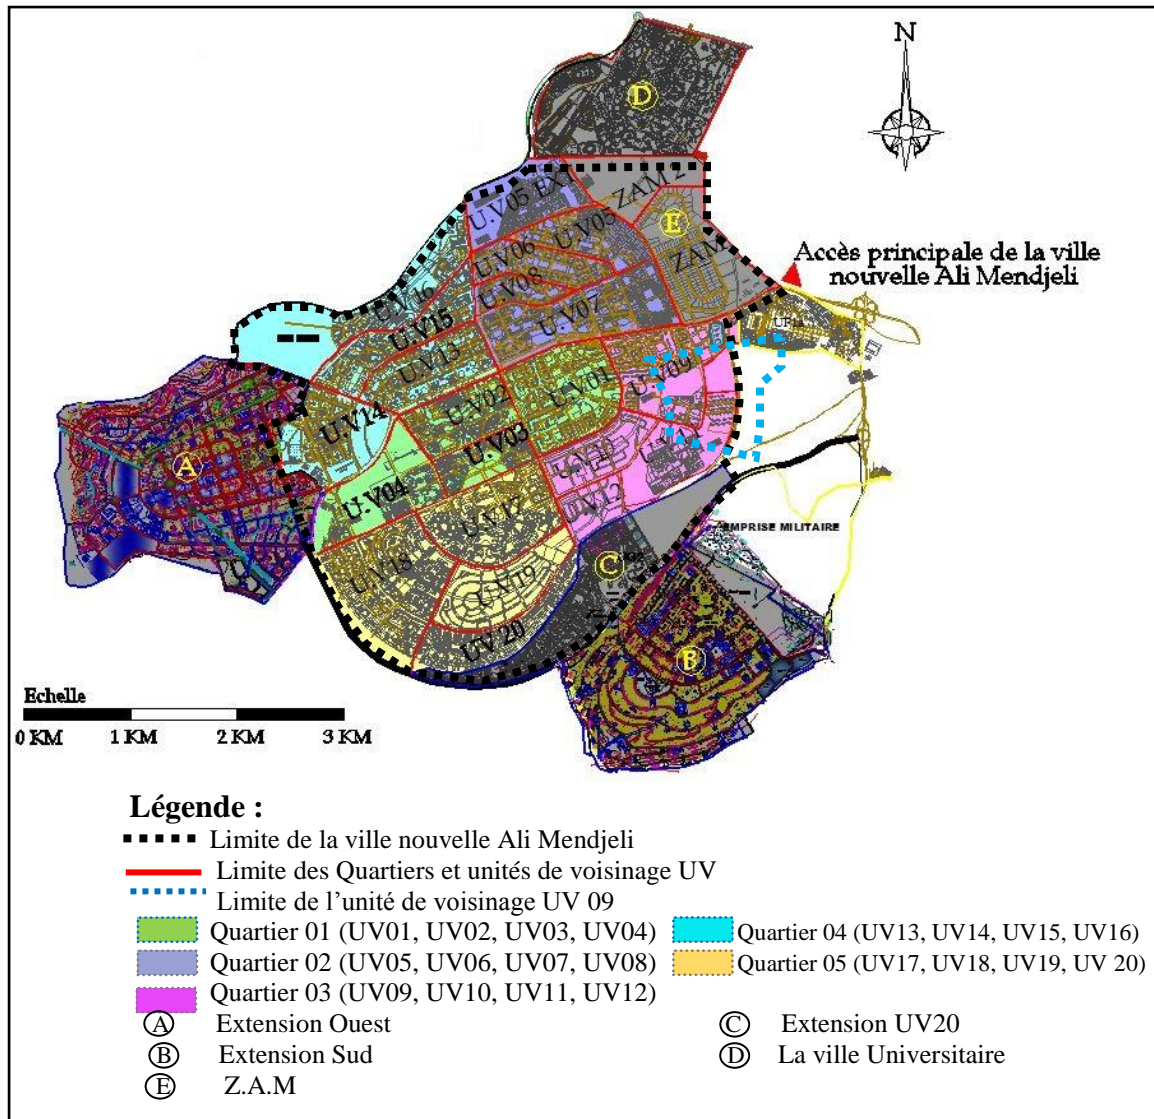 N
D
U.V05 EXT
ZAM 2
U.V05
E
U.V06
ZAM
Accès principale de la ville
nouvelle Ali Mendjeli
U.V16
U.V08
U.V15
U.V07
U.V13
U.V09
U.V02
U.V01
U.V14
U.V03
U.V10
A
U.V04
U.V12
U.V17
EMPRISE MILITAIRE
U.V18
C
U.V19
UV 20
B
Echelle
0 KM 1 KM 2 KM 3 KM
Légende :
Limite de la ville nouvelle Ali Mendjeli
Limite des Quartiers et unités de voisinage UV
Limite de l’unité de voisinage UV 09
Quartier 01 (UV01, UV02, UV03, UV04) Quartier 04 (UV13, UV14, UV15, UV16)
Quartier 02 (UV05, UV06, UV07, UV08) Quartier 05 (UV17, UV18, UV19, UV 20)
Quartier 03 (UV09, UV10, UV11, UV12)
A Extension Ouest C Extension UV20
B Extension Sud D La ville Universitaire
E Z.A.M